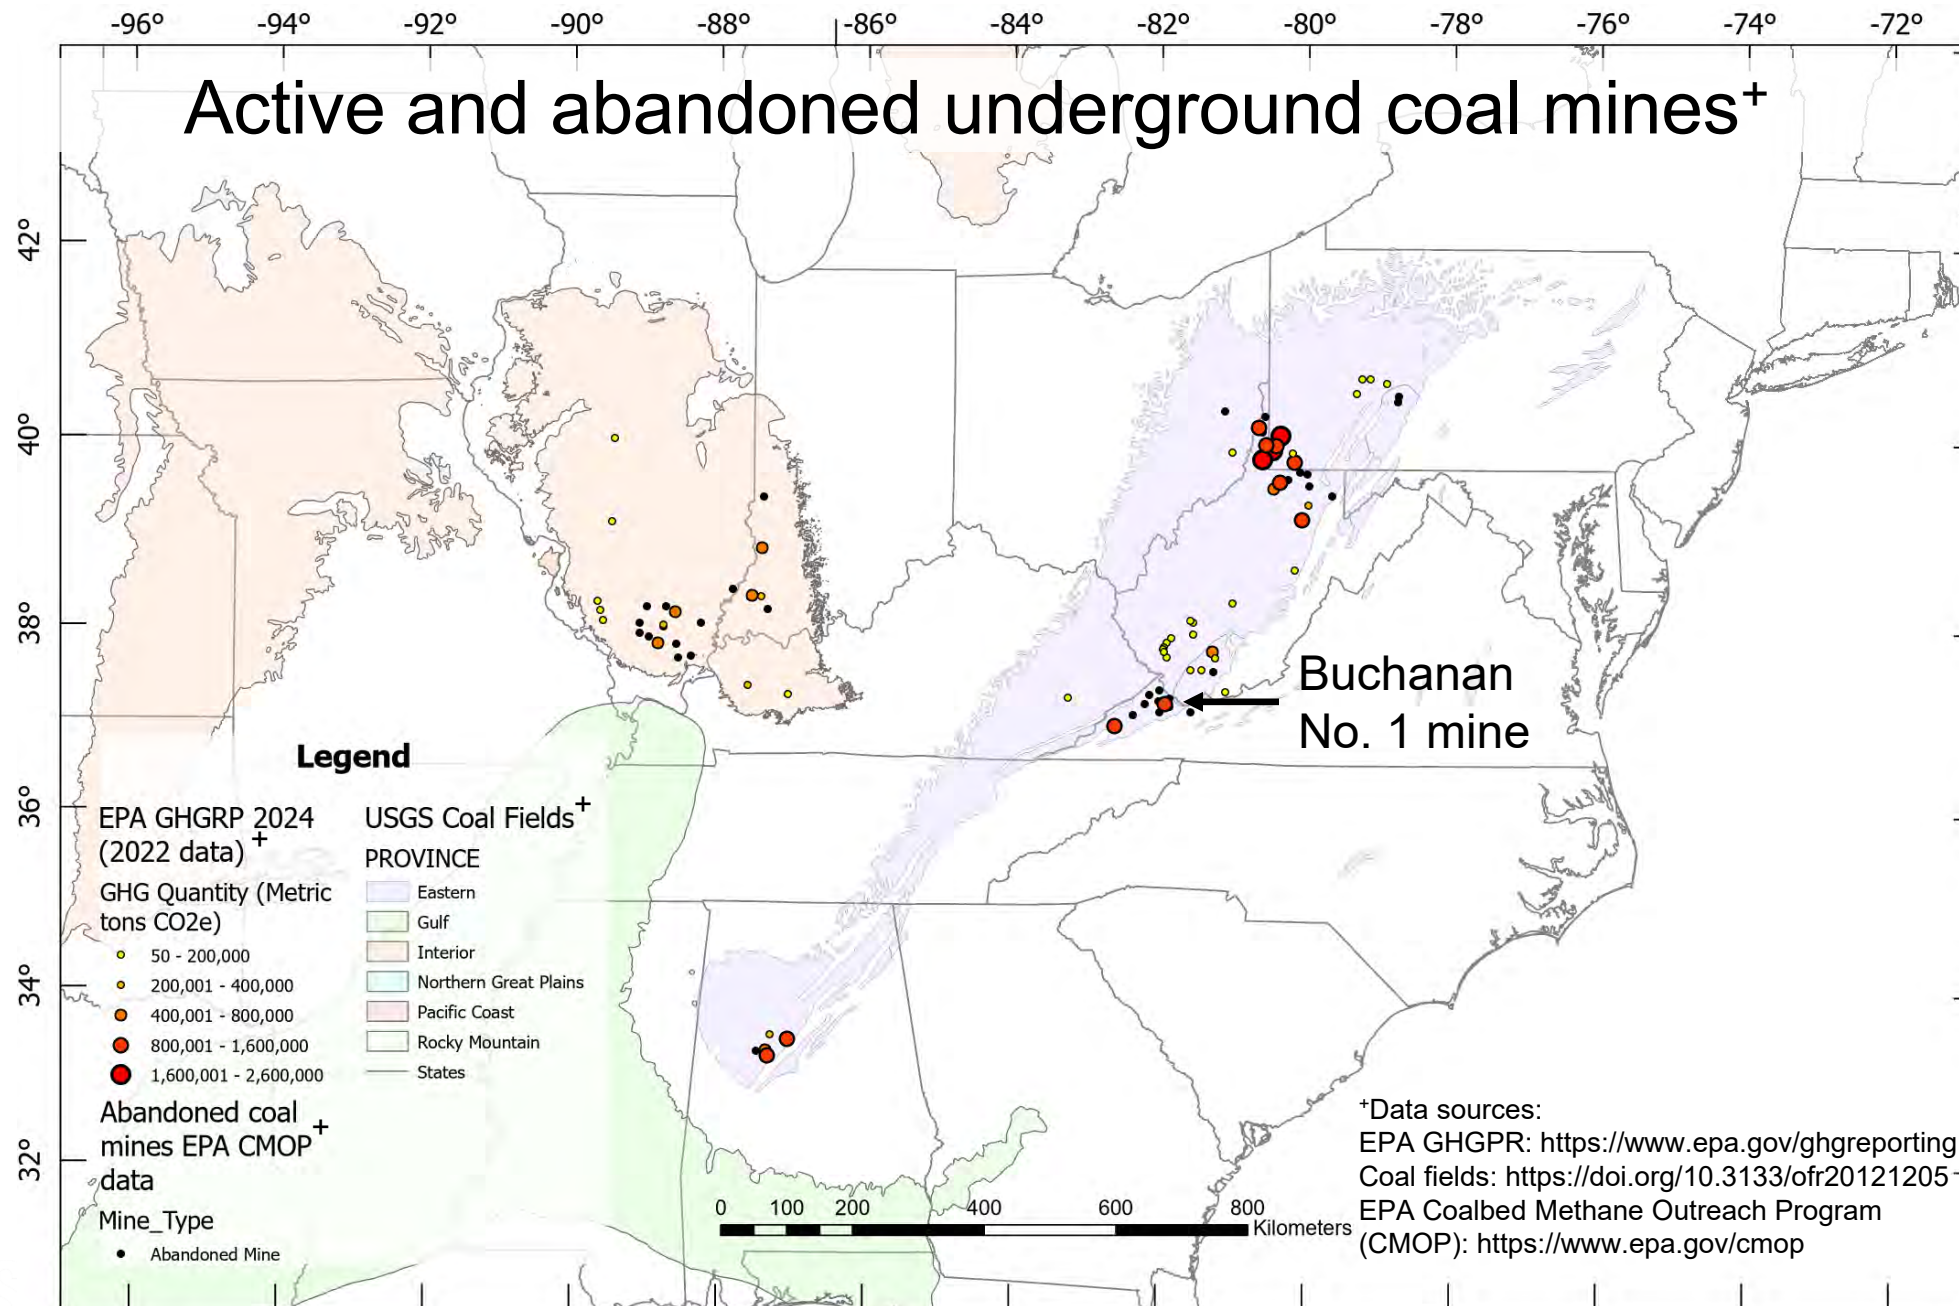 -96° -94° -92° -90° -88° -86° -84° -82° -80° -78° -76° -74° -72°
Active and abandoned underground coal mines+
42°
40°
38°
36°
34°
32°
Buchanan
No. 1 mine
Legend
EPA GHGRP 2024
(2022 data) +
GHG Quantity (Metric
tons CO2e)
50 - 200,000
200,001 - 400,000
400,001 - 800,000
800,001 - 1,600,000
1,600,001 - 2,600,000
Abandoned coal
mines EPA CMOP +
data
Mine_Type
Abandoned Mine
USGS Coal Fields +
PROVINCE
Eastern
Gulf
Interior
Northern Great Plains
Pacific Coast
Rocky Mountain
States
0 100 200 400 600 800
Kilometers
+Data sources:
EPA GHGPR: https://www.epa.gov/ghgreporting
Coal fields: https://doi.org/10.3133/ofr20121205
EPA Coalbed Methane Outreach Program
(CMOP): https://www.epa.gov/cmop